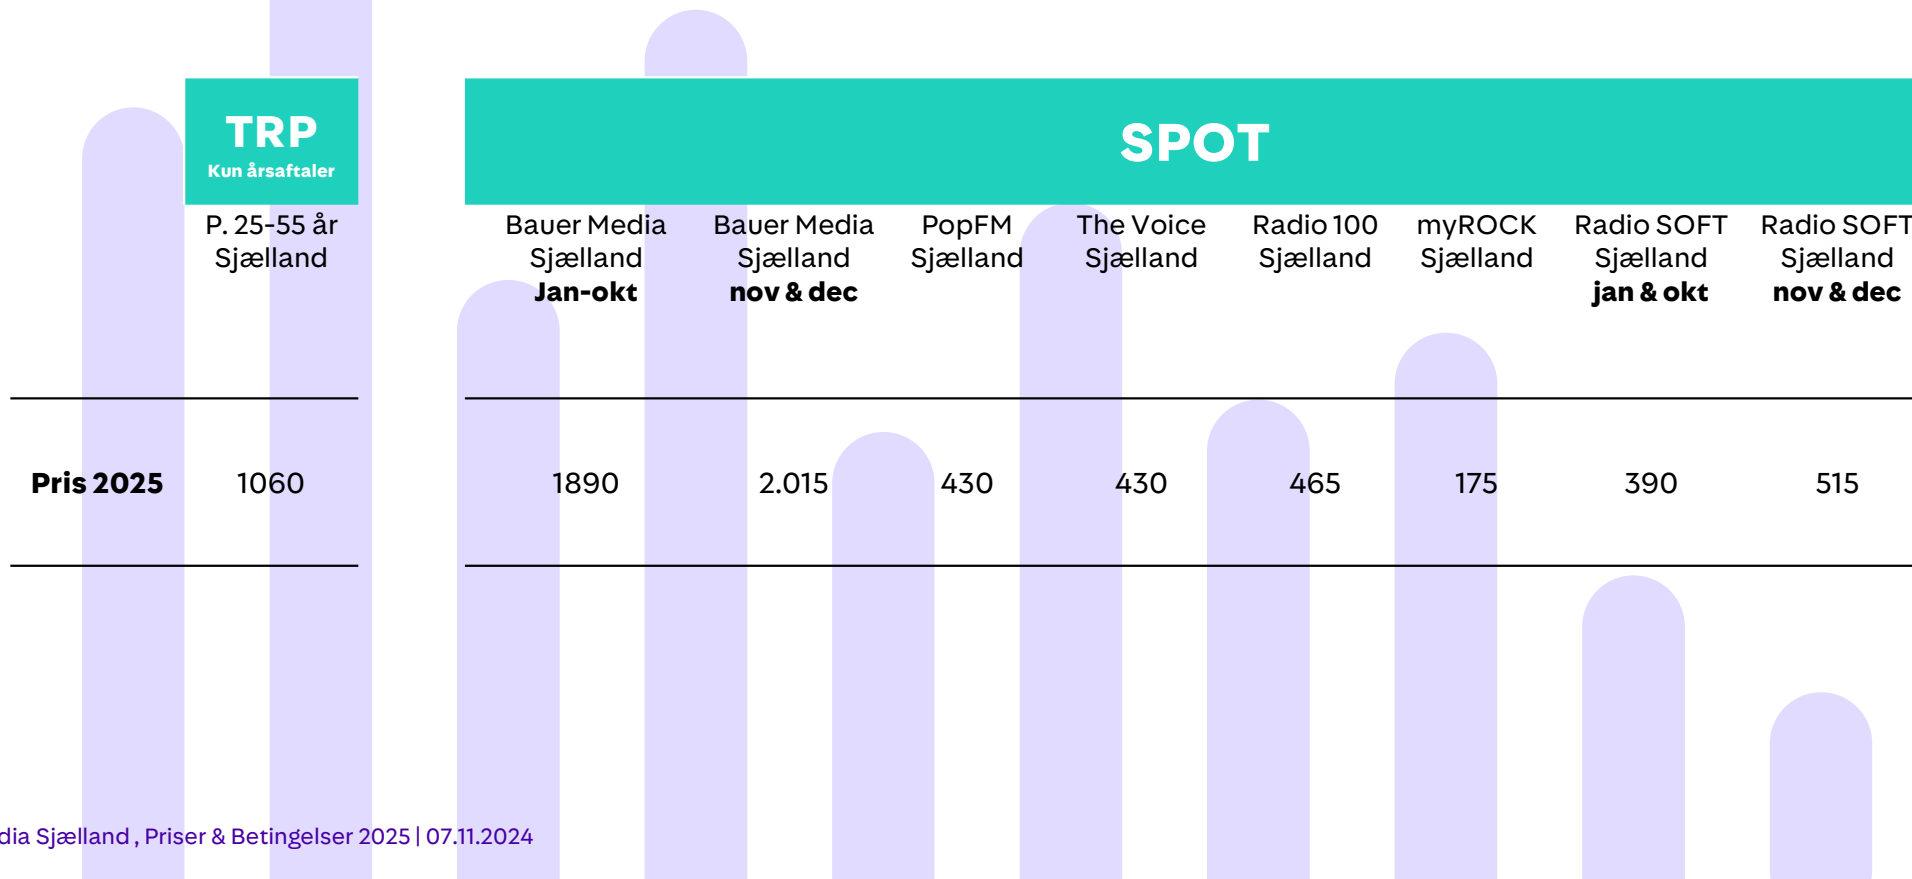 TRP
Kun årsaftaler
SPOT
P. 25-55 år
Sjælland
Bauer Media
Sjælland
Jan-okt
Bauer Media
Sjælland
nov & dec
PopFM
Sjælland
The Voice
Sjælland
Radio 100
Sjælland
myROCK
Sjælland
Radio SOFT
Sjælland
jan & okt
Radio SOFT
Sjælland
nov & dec
Pris 2025 1060 1890 2.015 430 430 465 175 390 515
dia Sjælland , Priser & Betingelser 2025 | 07.11.2024